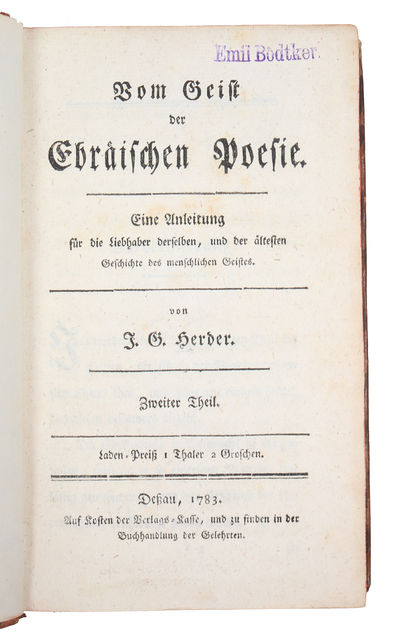 Emil Bödtker.
Vom Geist
der
Ebräischen Poesie.
Eine Anleitung
für die Liebhaber derselben, und der ältesten
Geschichte des menschlichen Geistes.
von
J. G. Herder.
Zweiter Theil.
Laden-Preiß 1 Thaler 2 Groschen.
Deßau, 1783.
Auf Kosten der Verlags-Kasse, und zu finden in der
Buchhandlung der Gelehrten.